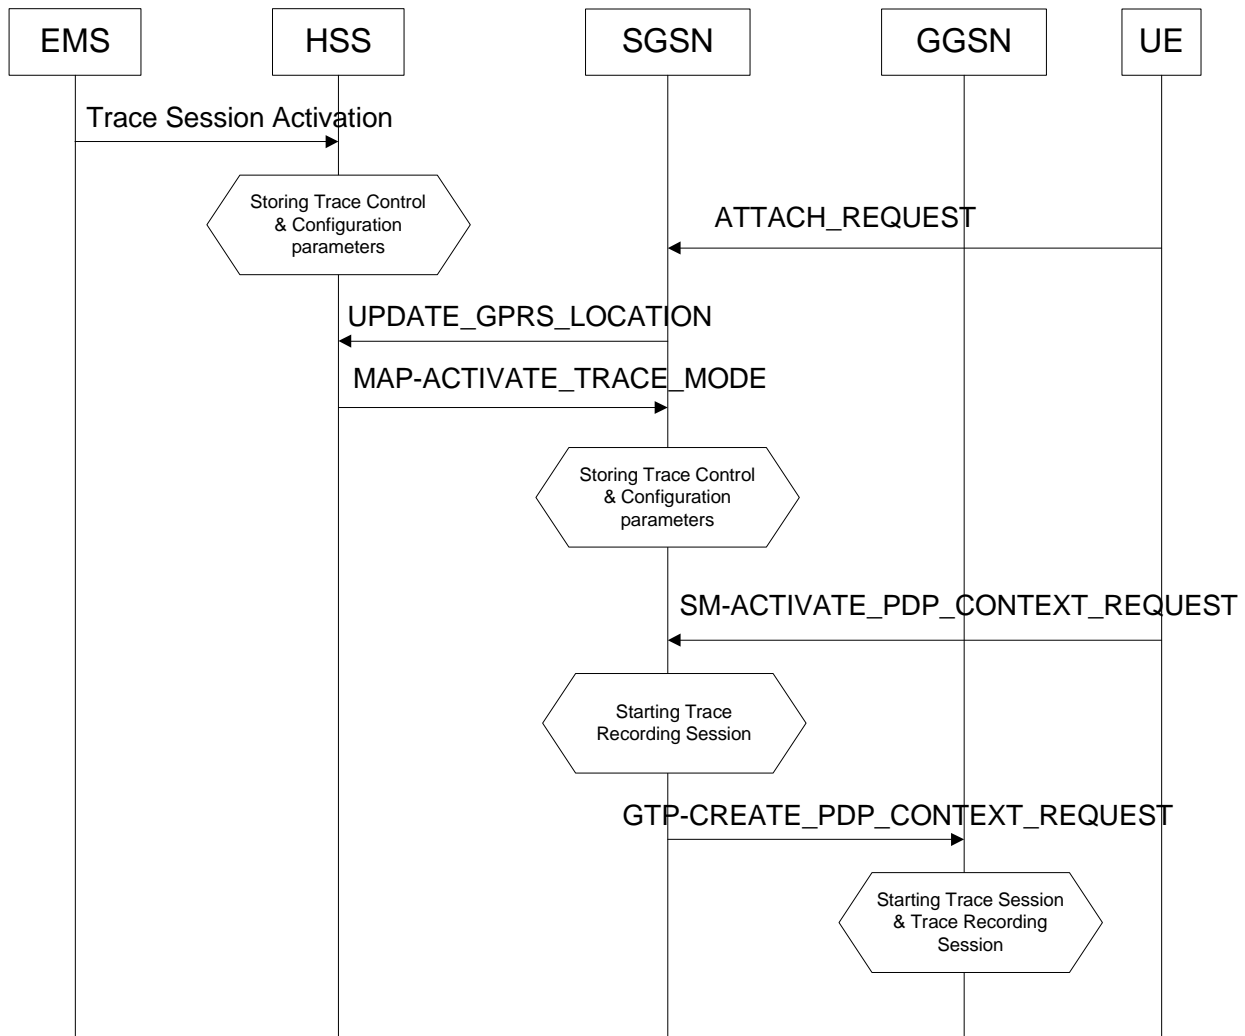 EMS
HSS
SGSN
GGSN
UE
Trace Session Activation
Storing Trace Control
& Configuration
parameters
ATTACH_REQUEST
UPDATE_GPRS_LOCATION
MAP-ACTIVATE_TRACE_MODE
Storing Trace Control
& Configuration
parameters
SM-ACTIVATE_PDP_CONTEXT_REQUEST
Starting Trace
Recording Session
GTP-CREATE_PDP_CONTEXT_REQUEST
Starting Trace Session
& Trace Recording
Session